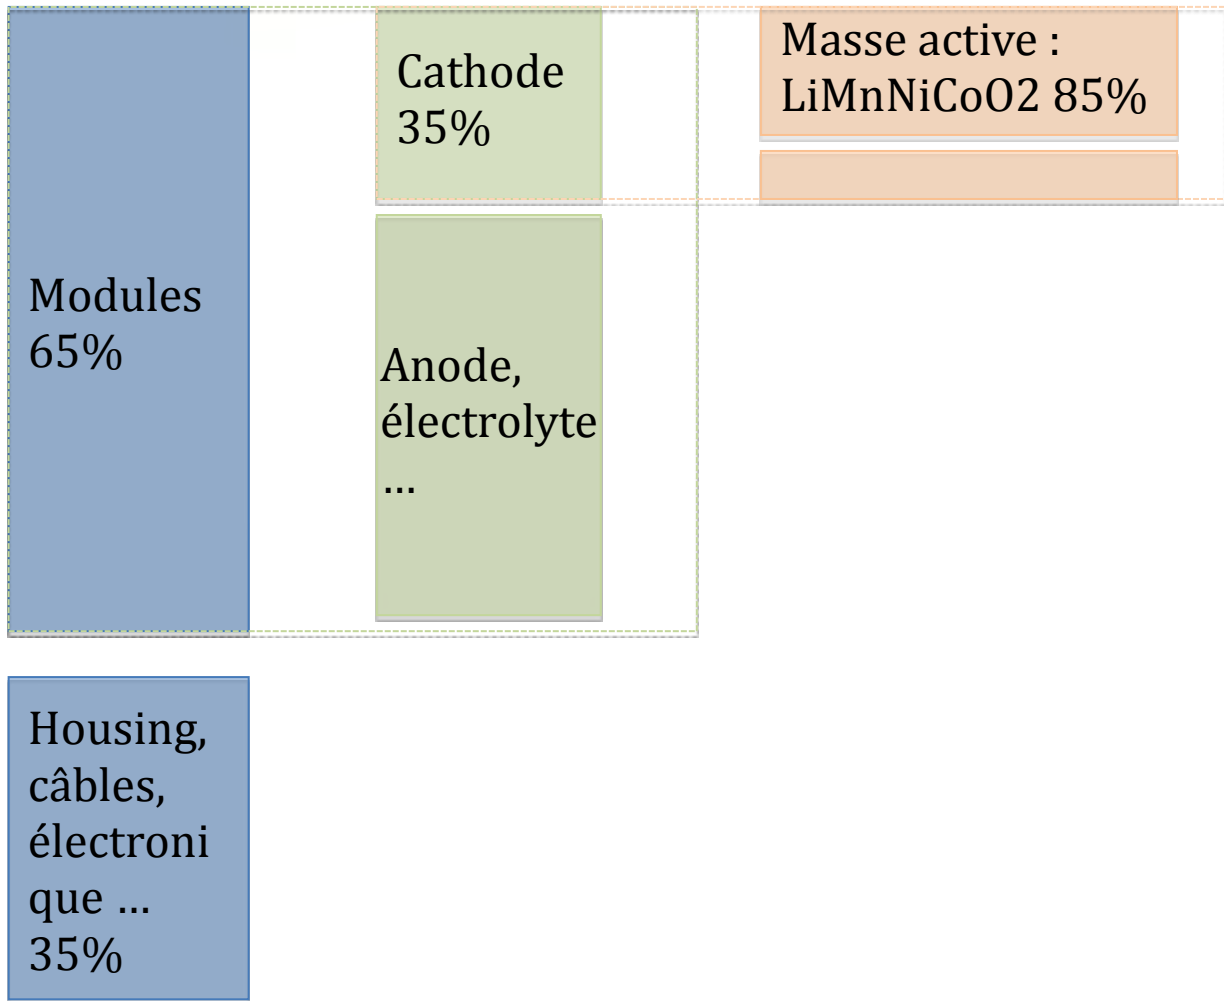 Modules
65%
Housing,
câbles,
électroni
que …
35%
Cathode
35%
Anode,
électrolyte
…
Masse active :
LiMnNiCoO2 85%